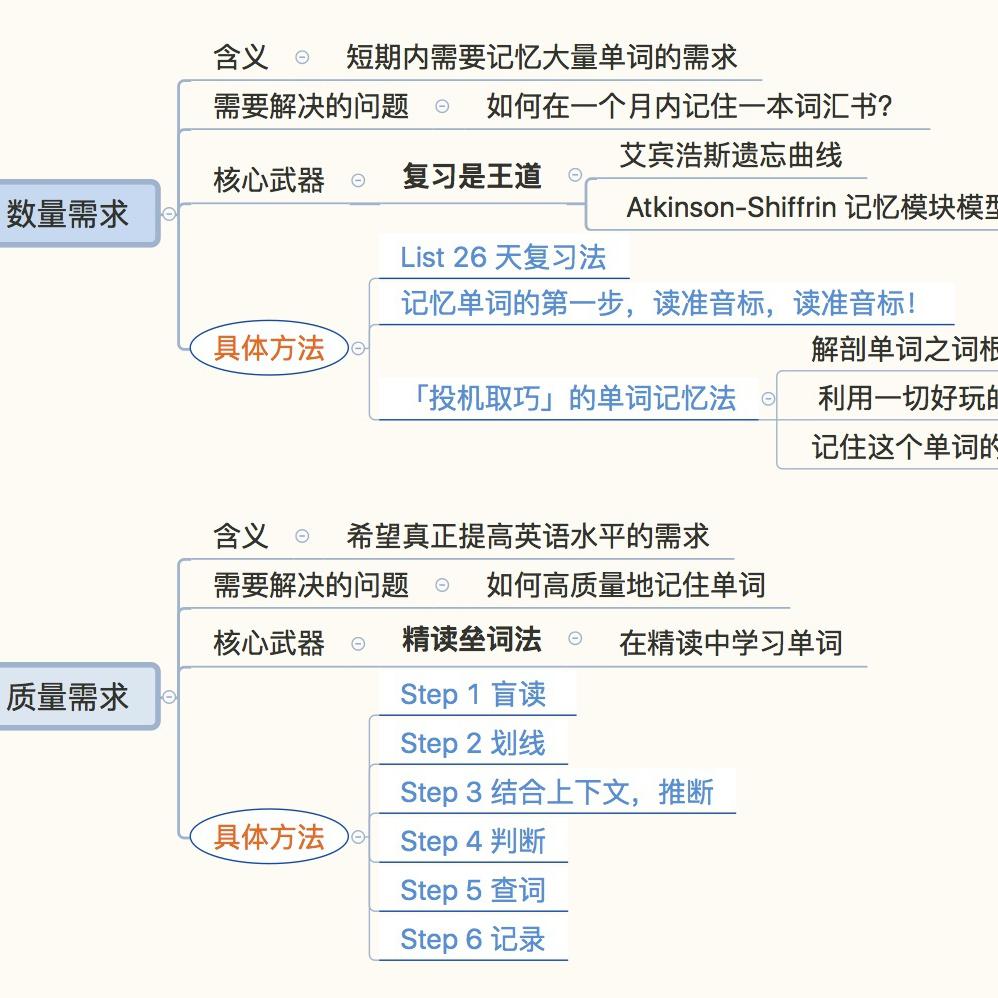 数量需求
含义
短期内需要记忆大量单词的需求
需要解决的问题
如何在一个月内记住一本词汇书?
核心武器
复习是王道
艾宾浩斯遗忘曲线
Atkinson-Shiffrin 记忆模块模型
具体方法
List 26 天复习法
记忆单词的第一步，读准音标，读准音标！
「投机取巧」的单词记忆法
解剖单词之词根
利用一切好玩的
记住这个单词的
质量需求
含义
希望真正提高英语水平的需求
需要解决的问题
如何高质量地记住单词
核心武器
精读垒词法
在精读中学习单词
具体方法
Step 1 盲读
Step 2 划线
Step 3 结合上下文，推断
Step 4 判断
Step 5 查词
Step 6 记录